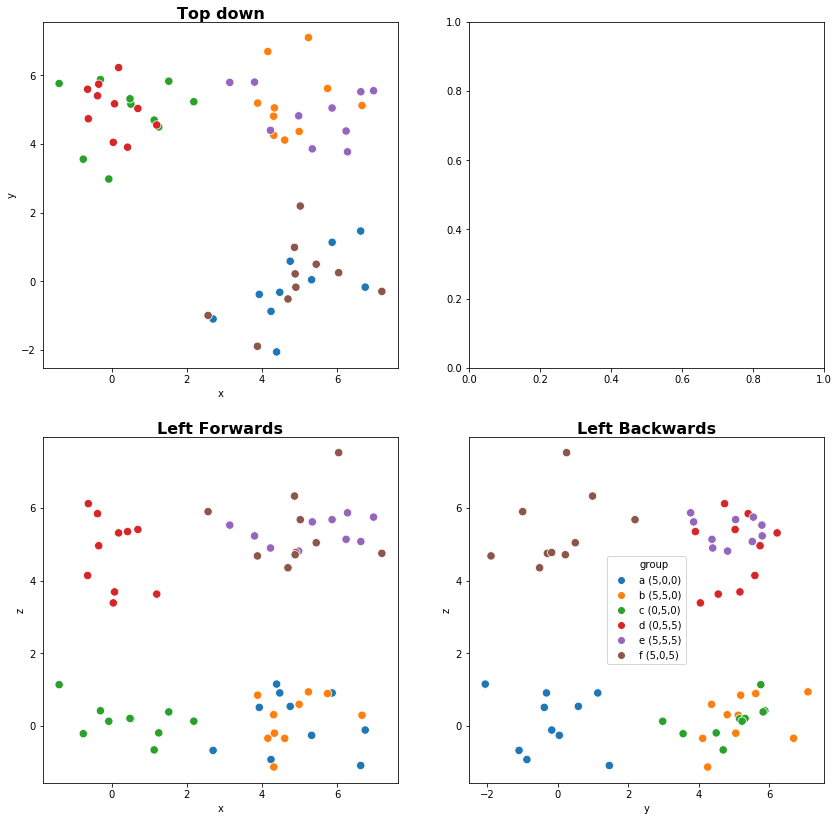 Top down
6
4
2
0
−2
y
0
2
4
6
x
1.0
0.8
0.6
0.4
0.2
0.0
0.0
0.2
0.4
0.6
0.8
1.0
Left Forwards
6
4
2
0
z
0
2
4
6
x
Left Backwards
6
4
2
0
z
group
a (5,0,0)
b (5,5,0)
c (0,5,0)
d (0,5,5)
e (5,5,5)
f (5,0,5)
−2
0
2
4
6
y